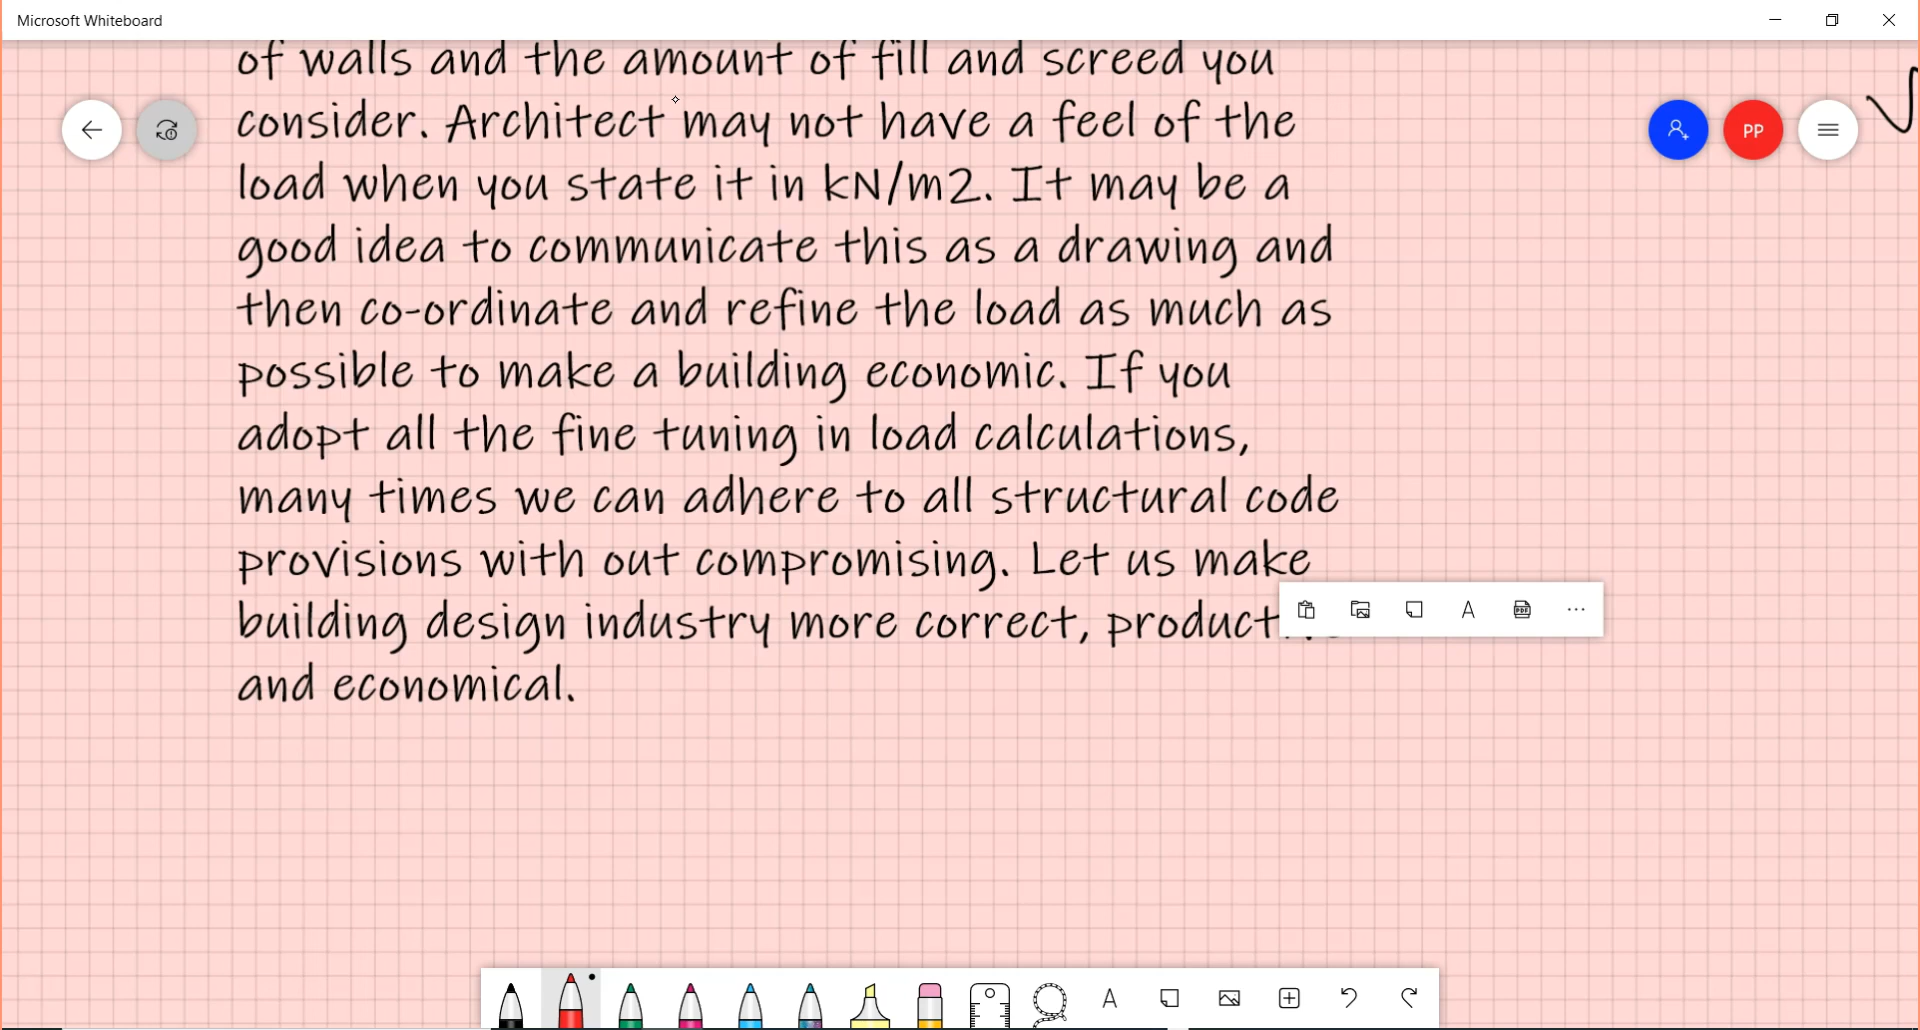 Microsoft Whiteboard
of walls and the amount of fill and screed you
consider. Architect may not have a feel of the
load when you state it in kN/m2. It may be a
good idea to communicate this as a drawing and
then co-ordinate and refine the load as much as
possible to make a building economic. If you
adopt all the fine tuning in load calculations,
many times we can adhere to all structural code
provisions with out compromising. Let us make
building design industry more correct,
and economical.
PP
PDF